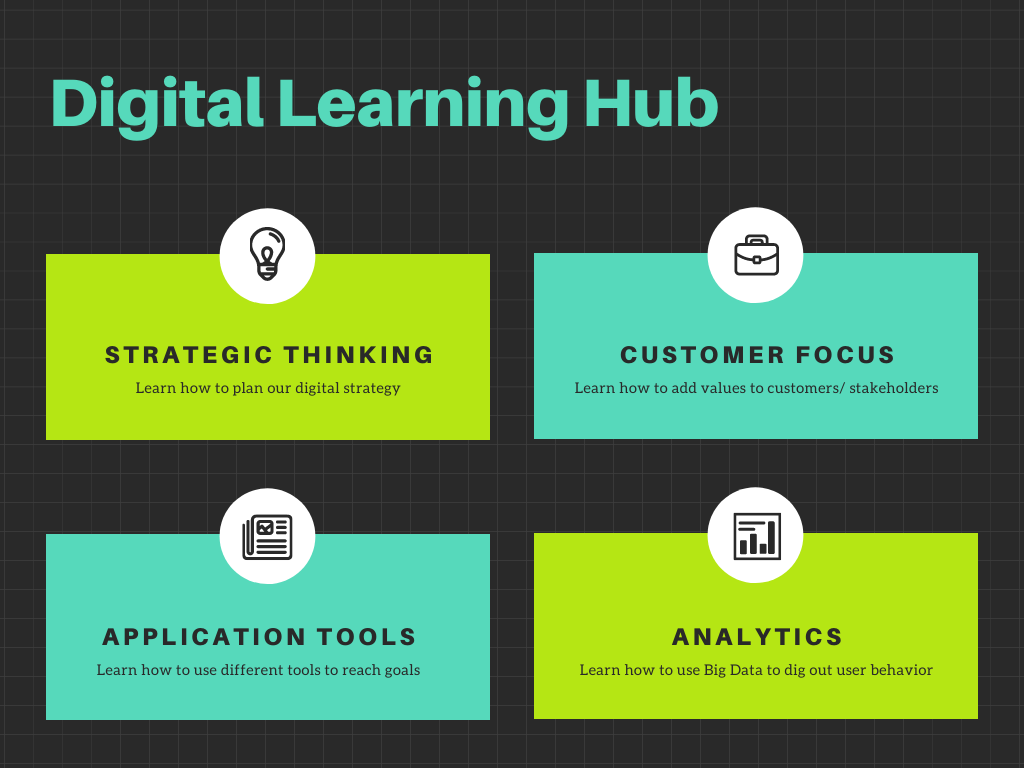 Digital Learning Hub
STRATEGIC THINKING
Learn how to plan our digital strategy
CUSTOMER FOCUS
Learn how to add values to customers/ stakeholders
APPLICATION TOOLS
Learn how to use different tools to reach goals
ANALYTICS
Learn how to use Big Data to dig out user behavior